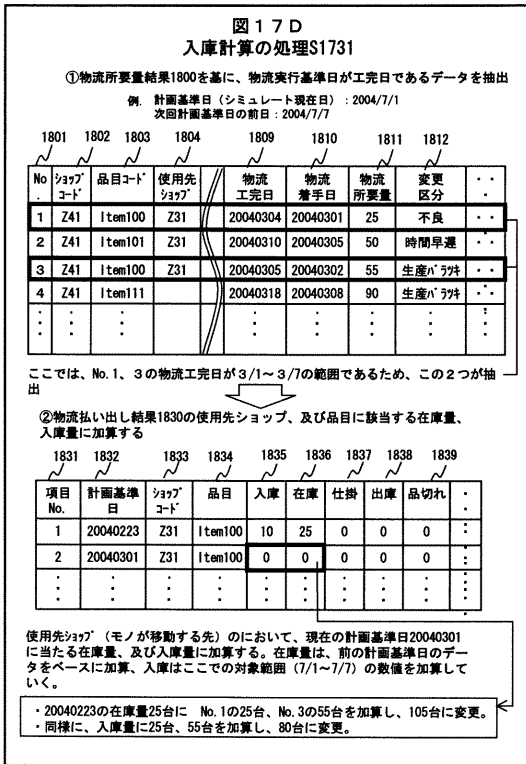 図１７Ｄ
入庫計算の処理S1731
①物流所要量結果1800を基に、物流実行基準日が工完日であるデータを抽出
例. 計画基準日（シミュレート現在日）：2004/7/1
次回計画基準日の前日：2004/7/7
1801 1802 1803 1804 1809 1810 1811 1812
No. ショップコード 品目コード 使用先ショップ 物流工完日 物流着手日 物流所要量 変更区分 ・・・
1 Z41 Item100 Z31 20040304 20040301 25 不良 ・・
2 Z41 Item101 Z31 20040310 20040305 50 時間早遅 ・・
3 Z41 Item100 Z31 20040305 20040302 55 生産バラツキ ・・
4 Z41 Item111 20040318 20040308 90 生産バラツキ ・・
ここでは、No.1、３の物流工完日が３/1～３/7の範囲であるため、この２つが抽
出
②物流払い出し結果1830の使用先ショップ、及び品目に該当する在庫量、
入庫量に加算する
1831 1832 1833 1834 1835 1836 1837 1838 1839
項目No. 計画基準日 ショップコード 品目 入庫 在庫 仕掛 出庫 品切れ
1 20040223 Z31 Item100 10 25 0 0 0
2 20040301 Z31 Item100 0 0 0 0 0
使用先ショップ（モノが移動する先）のにおいて、現在の計画基準日20040301
に当たる在庫量、及び入庫量に加算する。在庫量は、前の計画基準日のデー
タをベースに加算、入庫はここでの対象範囲（7/1～7/7）の数値を加算して
いく。
・20040223の在庫量25台に No.1の25台、No.3の55台を加算し、105台に変更。
・同様に、入庫量に25台、55台を加算し、80台に変更。